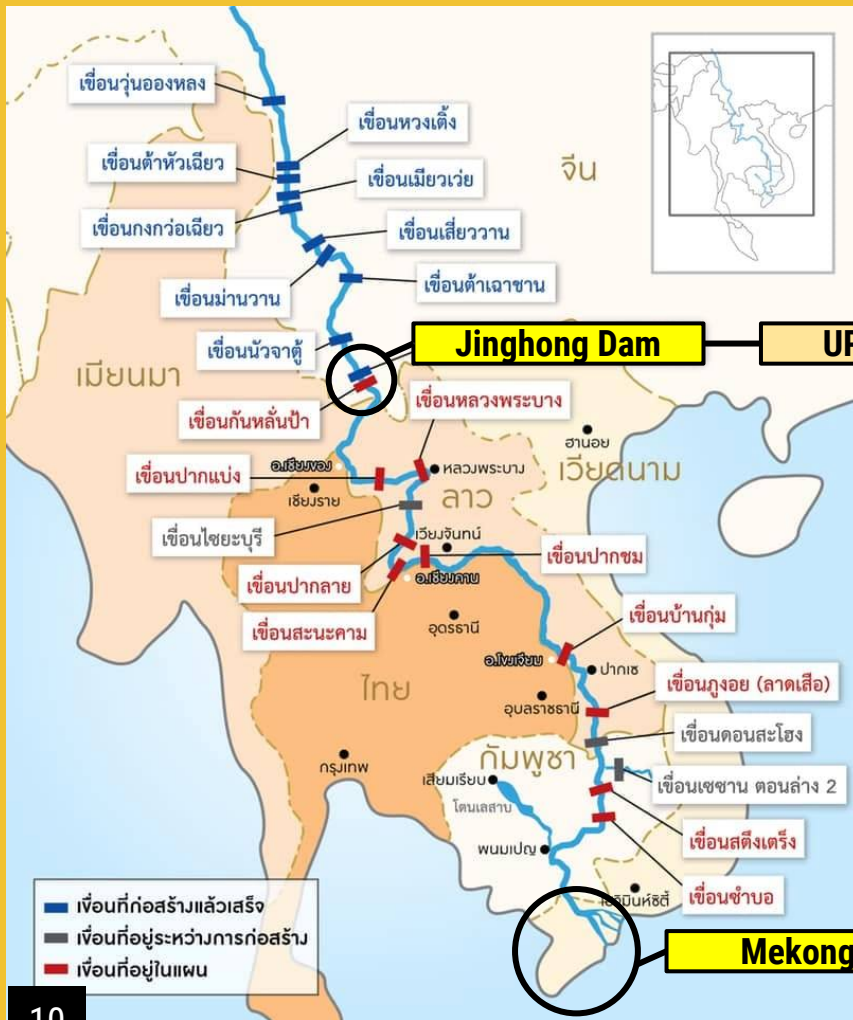 เขื่อนวุ่นอองหลง
เขื่อนหวงเติ้ง
เขื่อนต้าหัวเฉียว
เขื่อนเมียวเว่ย
จีน
เขื่อนกงกว่อเฉียว
เขื่อนเสี่ยววาน
เขื่อนม่านวาน
เขื่อนต้าเฉาซาน
เขื่อนนัวจาตู้
Jinghong Dam
UP
เมียนมา
เขื่อนกันหลั่นป้า
เขื่อนหลวงพระบาง
ฮานอย
เวียดนาม
อ.เชียงของ
หลวงพระบาง
เขื่อนปากแบ่ง
เชียงราย
ลาว
เขื่อนไซยะบุรี
เวียงจันทน์
เขื่อนปากชม
เขื่อนปากลาย
อ.เชียงคาน
เขื่อนสะนะคาม
อุดรธานี
เขื่อนบ้านกุ่ม
อ.โขงเจียม
ปากเซ
ไทย
เขื่อนภูงอย (ลาดเสือ)
อุบลราชธานี
เขื่อนดอนสะโฮง
กรุงเทพ
กัมพูชา
เสียมเรียบ
เขื่อนเซซาน ตอนล่าง 2
โตนเลสาบ
เขื่อนสตึงเตร็ง
พนมเปญ
เขื่อนซำบอ
โฮจิมินห์ซิตี้
เขื่อนที่ก่อสร้างแล้วเสร็จ
เขื่อนที่อยู่ระหว่างการก่อสร้าง
เขื่อนที่อยู่ในแผน
Mekong
10